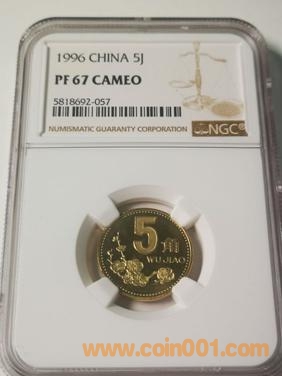 1996 CHINA 5J
PF 67 CAMEO
5818692-057
NUMISMATIC GUARANTY CORPORATION
NGC®
5角
WU JIAO
www.coin001.com